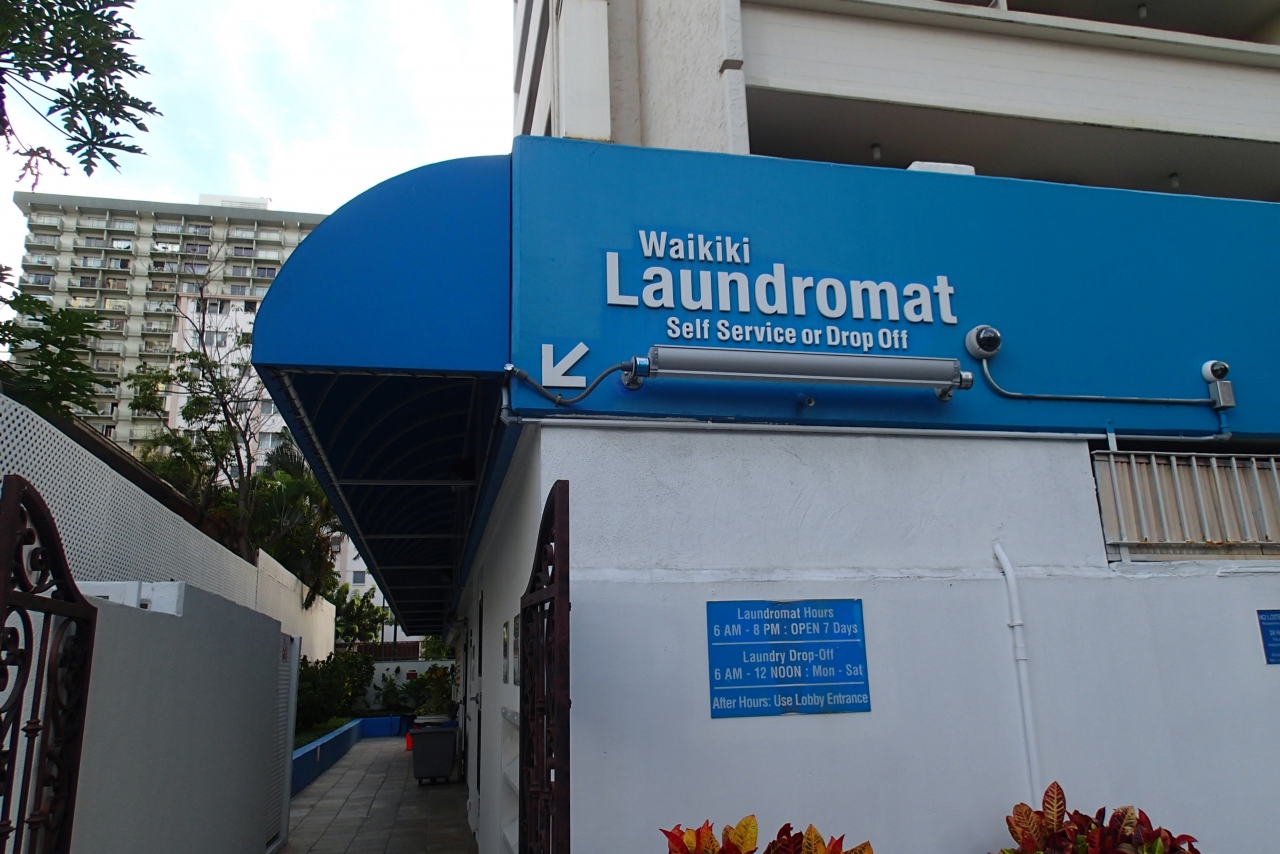 Waikiki
Laundromat
Self Service or Drop Off
Laundromat Hours
6 AM - 8 PM : OPEN 7 Days
Laundry Drop-Off
6 AM - 12 NOON : Mon - Sat
After Hours: Use Lobby Entrance